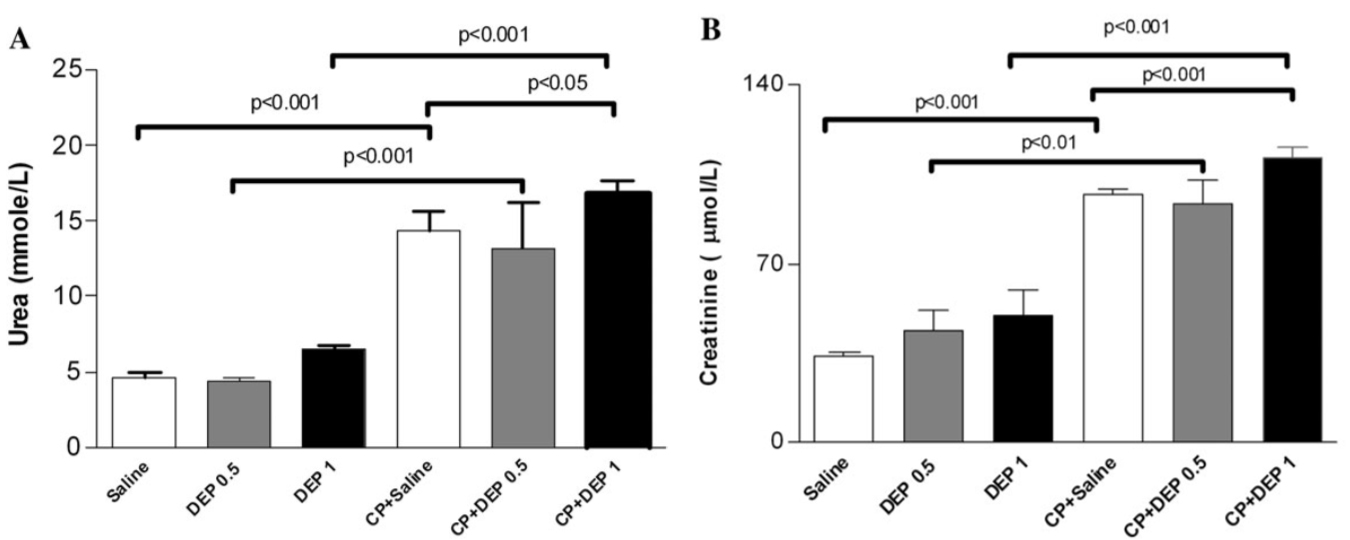 A
p<0.001
p<0.05
p<0.001
p<0.001
Urea (mmole/L)
25
20
15
10
5
0
Saline
DEP 0.5
DEP 1
CP+Saline
CP+DEP 0.5
CP+DEP 1
B
p<0.001
p<0.001
p<0.001
p<0.01
Creatinine ( μmol/L)
140
70
0
Saline
DEP 0.5
DEP 1
CP+Saline
CP+DEP 0.5
CP+DEP 1